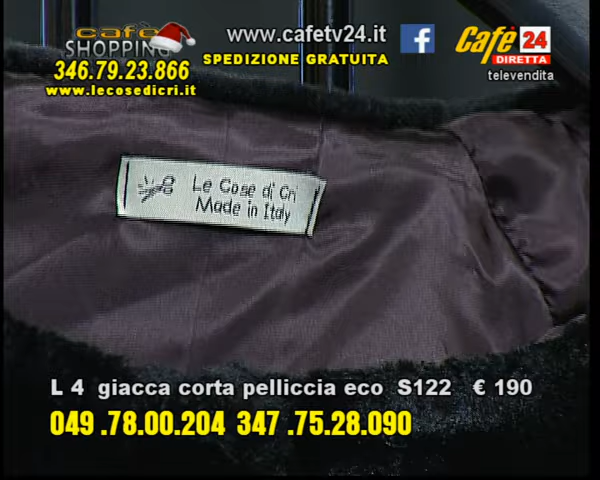 cafè
SHOPPING
346.79.23.866
www.lecosedicri.it
www.cafetv24.it
SPEDIZIONE GRATUITA
f
Cafè 24
DIRETTA
televendita
Le Cose di Cri
Made in Italy
L 4 giacca corta pelliccia eco S122 € 190
049 .78.00.204 347 .75.28.090